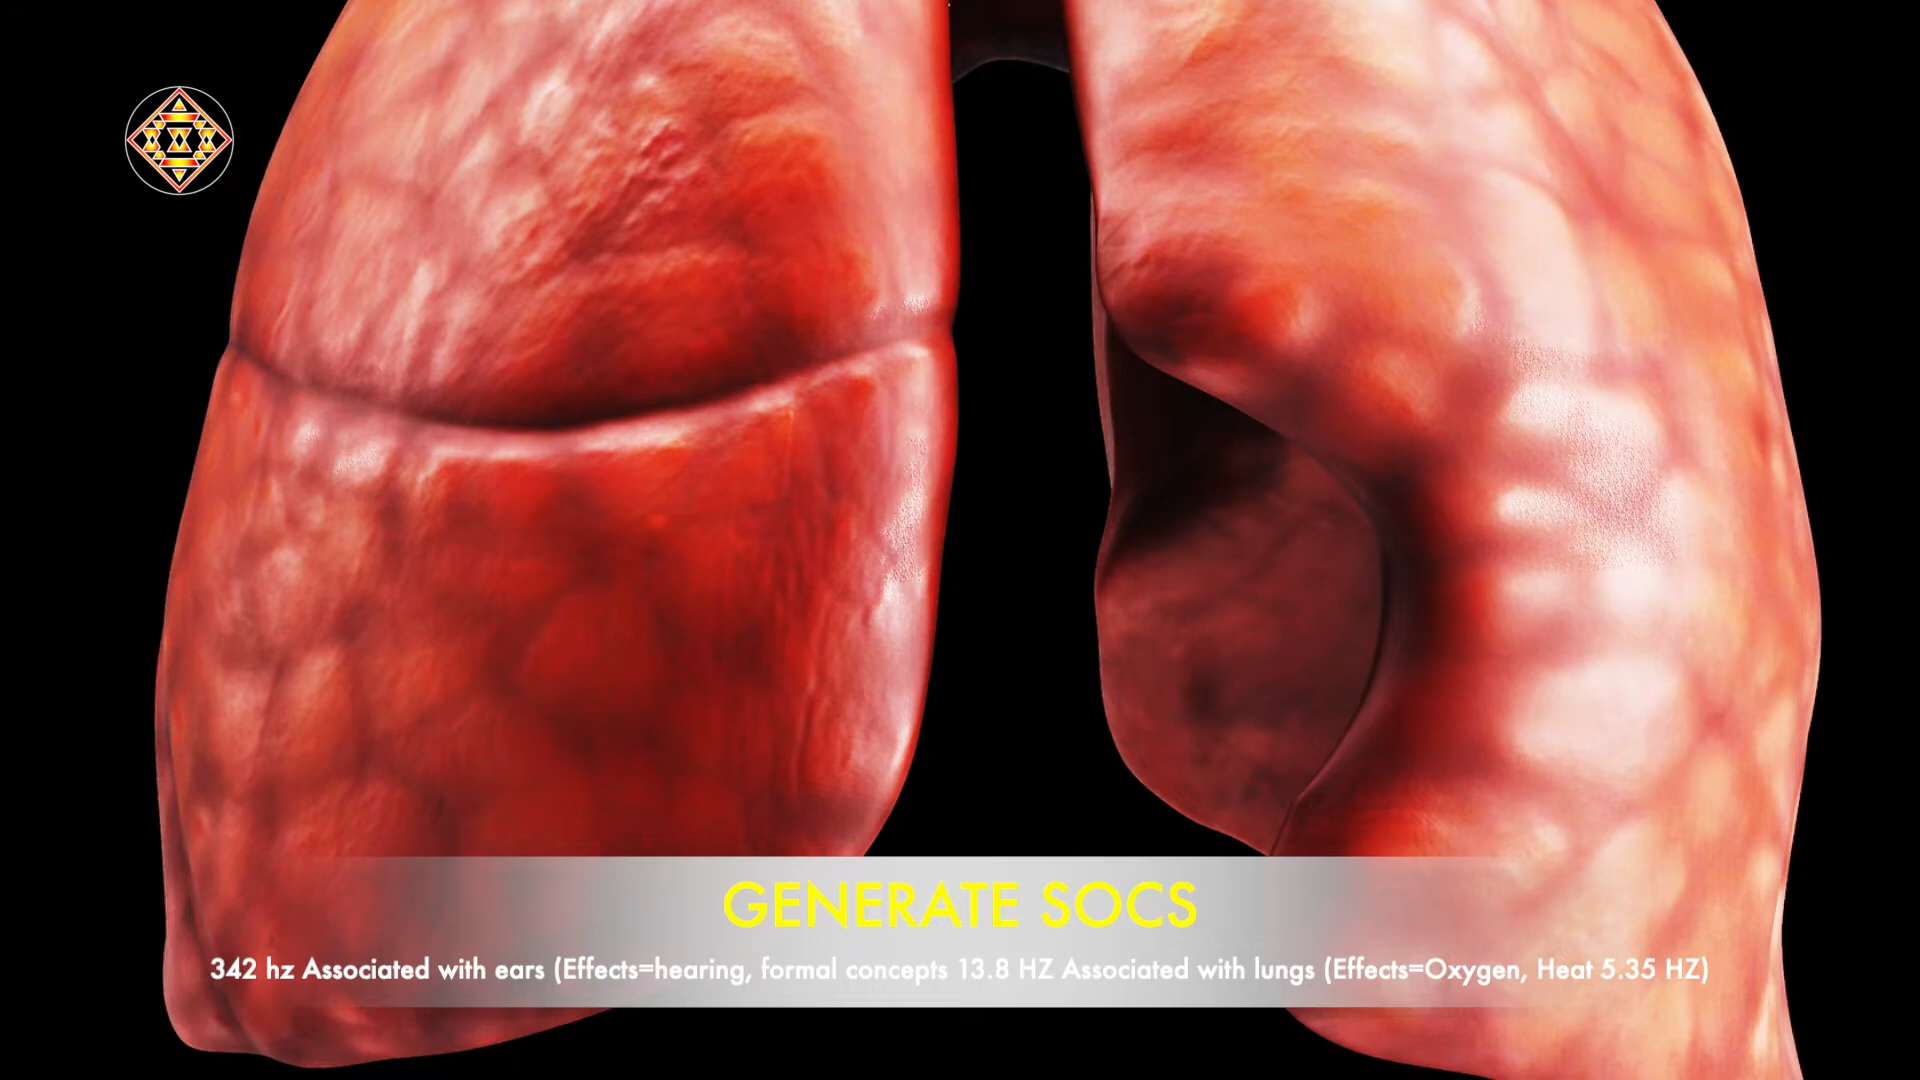 GENERATE SOCS
342 hz Associated with ears (Effects=hearing, formal concepts 13.8 HZ Associated with lungs (Effects=Oxygen, Heat 5.35 HZ)